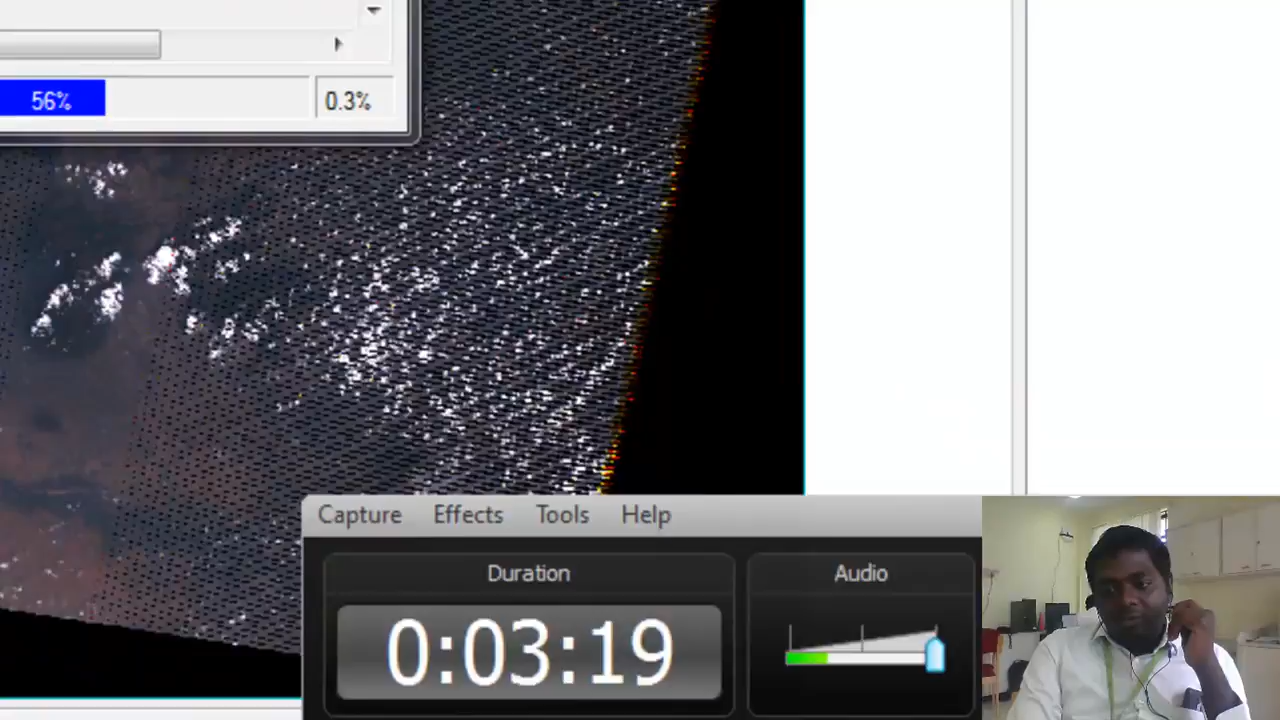 56%
0.3%
Capture Effects Tools Help
Duration
Audio
0:03:19